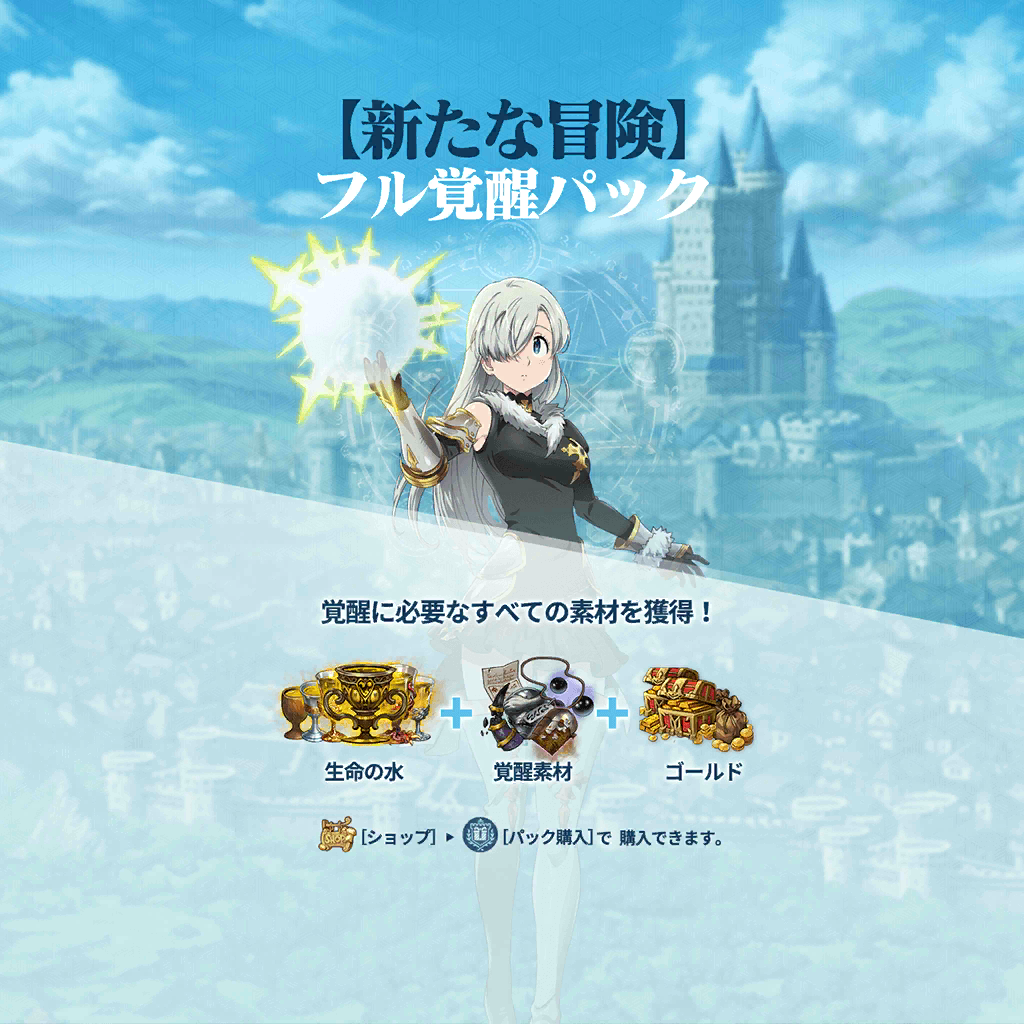 【新たな冒険】
フル覚醒パック
覚醒に必要なすべての素材を獲得！
生命の水
覚醒素材
ゴールド
SHOP [ショップ] ▶ [パック購入]で 購入できます。